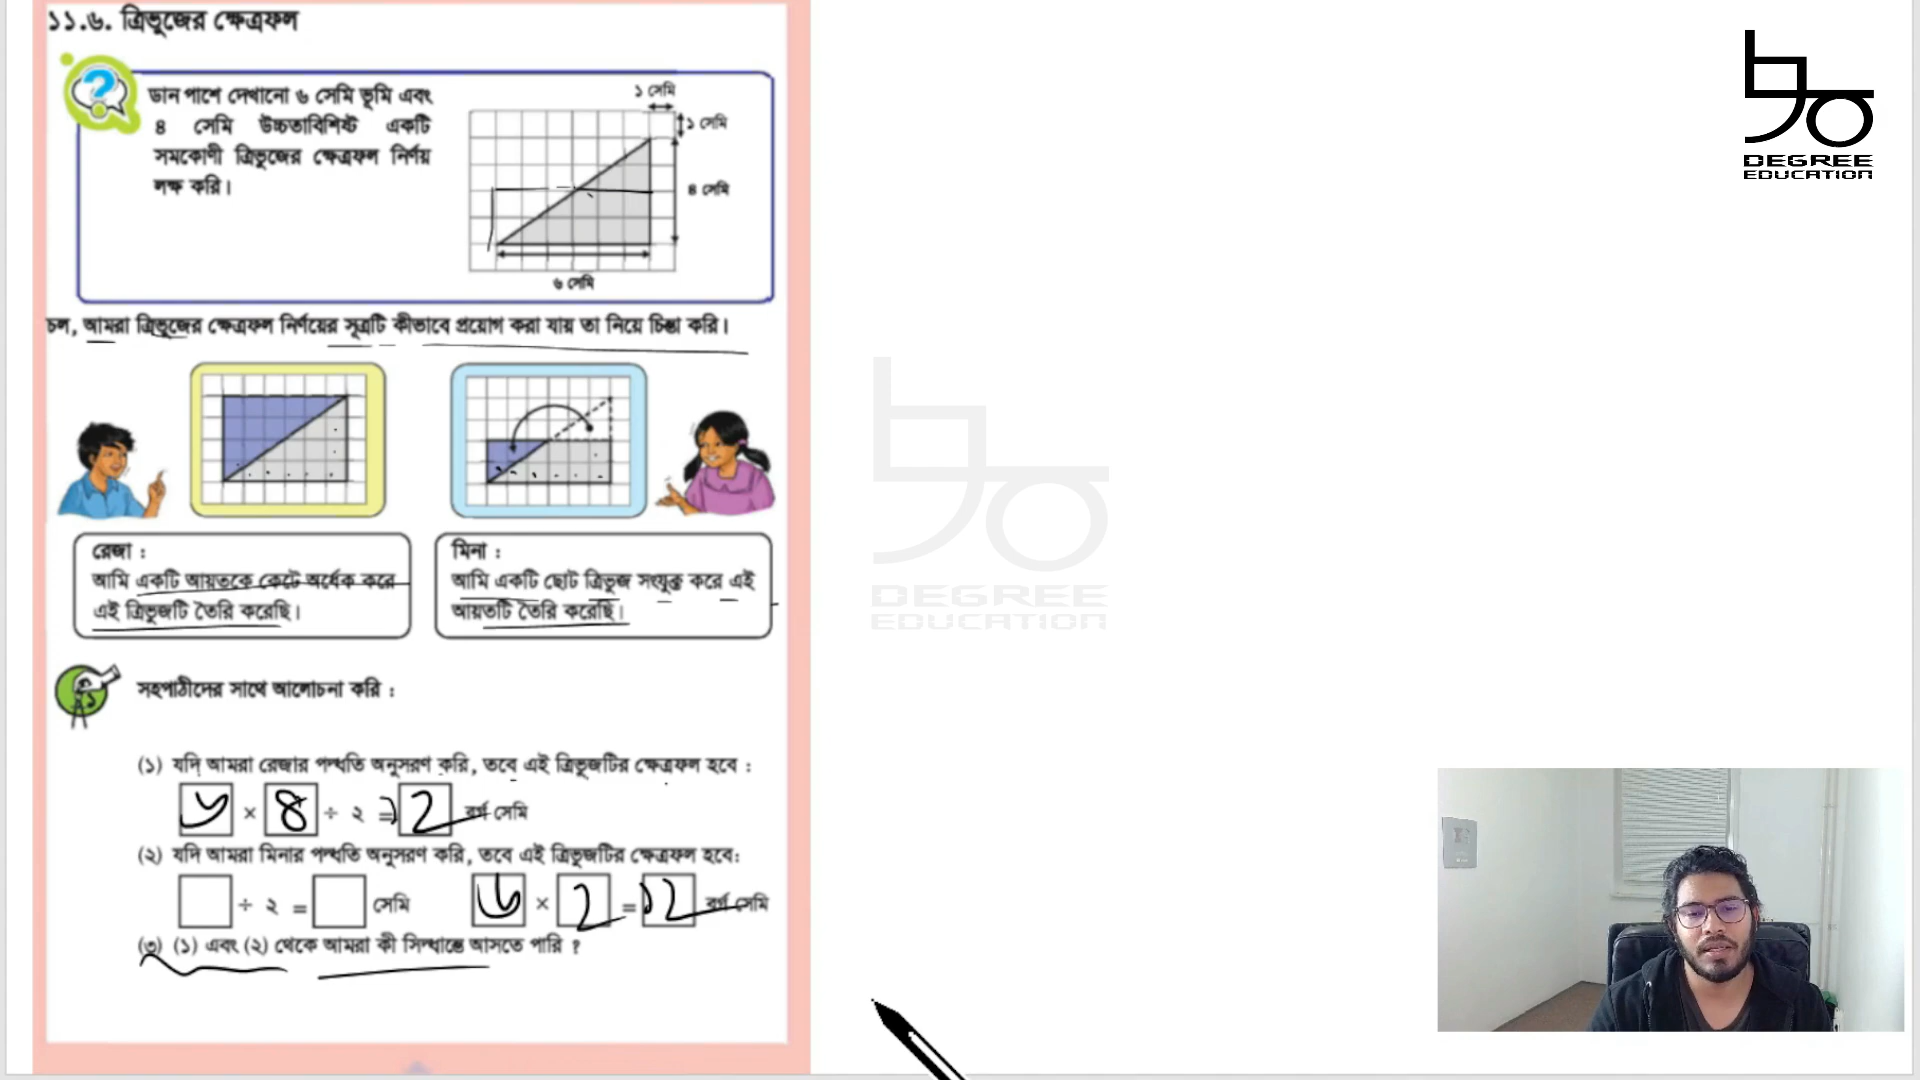 ১১.৬. ত্রিভুজের ক্ষেত্রফল
ডান পাশে দেখানো ৬ সেমি ভূমি এবং
৪ সেমি উচ্চতাবিশিষ্ট একটি
সমকোণী ত্রিভুজের ক্ষেত্রফল নির্ণয়
লক্ষ করি।
১ সেমি
১ সেমি
৪ সেমি
৬ সেমি
চল, আমরা ত্রিভুজের ক্ষেত্রফল নির্ণয়ের সূত্রটি কীভাবে প্রয়োগ করা যায় তা নিয়ে চিন্তা করি।
রেজা :
আমি একটি আয়তকে কেটে অর্ধেক করে
এই ত্রিভুজটি তৈরি করেছি।
মিনা :
আমি একটি ছোট ত্রিভুজ সংযুক্ত করে এই
আয়তটি তৈরি করেছি।
সহপাঠীদের সাথে আলোচনা করি :
(১) যদি আমরা রেজার পদ্ধতি অনুসরণ করি, তবে এই ত্রিভুজটির ক্ষেত্রফল হবে :
৬ × 8 ÷ ২ = 12 বর্গ সেমি
(২) যদি আমরা মিনার পদ্ধতি অনুসরণ করি, তবে এই ত্রিভুজটির ক্ষেত্রফল হবে:
÷ ২ = সেমি ৬ × 2 = 12 বর্গ সেমি
(৩) (১) এবং (২) থেকে আমরা কী সিদ্ধান্তে আসতে পারি ?
DEGREE
EDUCATION
DEGREE
EDUCATION